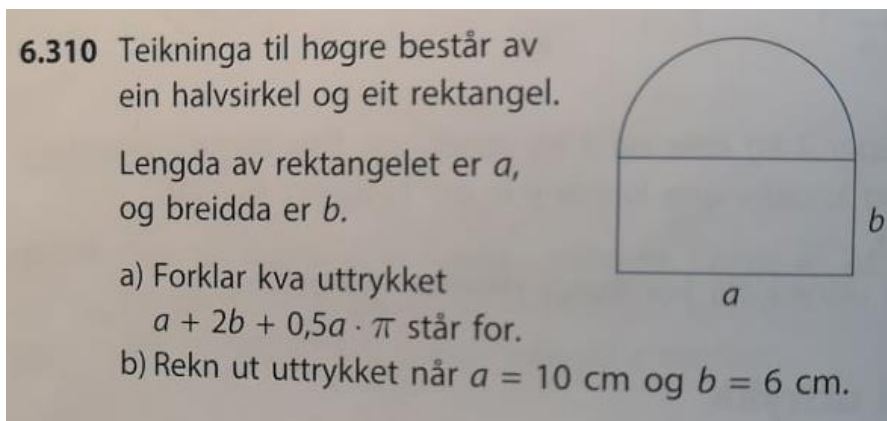 6.310 Teikninga til høgre består av
ein halvsirkel og eit rektangel.
Lengda av rektangelet er a,
og breidda er b.
b
a
a) Forklar kva uttrykket
a + 2b + 0,5a · π står for.
b) Rekn ut uttrykket når a = 10 cm og b = 6 cm.